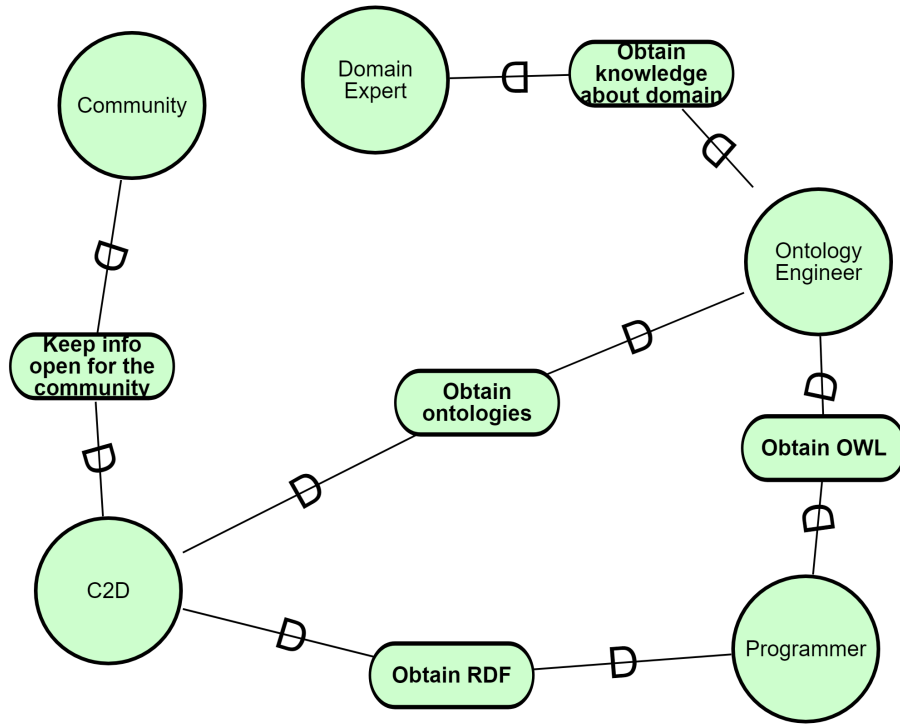 Community
Domain
Expert
Obtain
knowledge
about domain
D
D
Ontology
Engineer
D
Keep info
open for the
community
D
D
Obtain
ontologies
D
Obtain OWL
D
D
D
C2D
D
Obtain RDF
D
Programmer